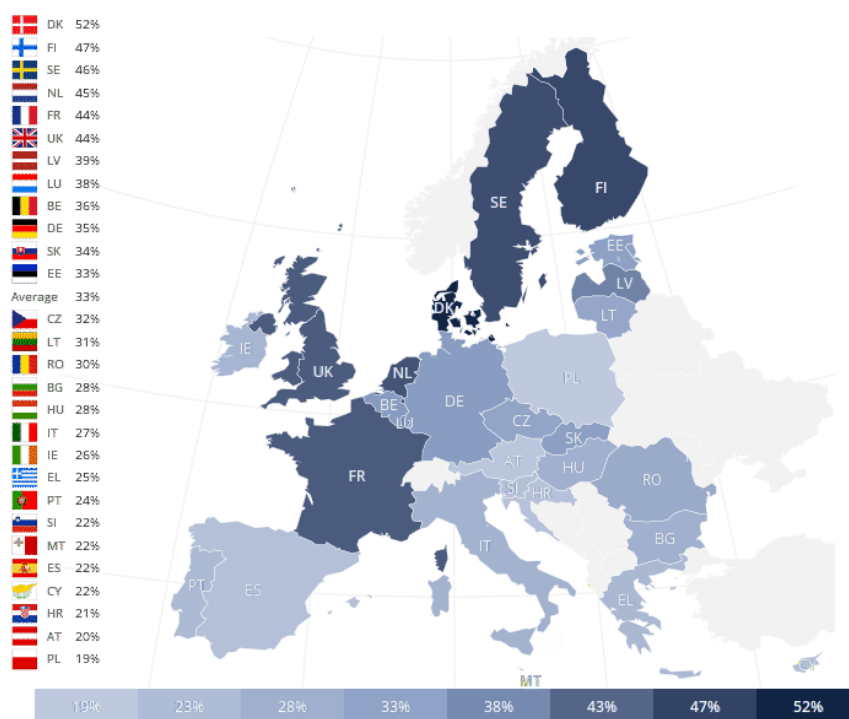 DK 52%
FI 47%
SE 46%
NL 45%
FR 44%
UK 44%
LV 39%
LU 38%
BE 36%
DE 35%
SK 34%
EE 33%
Average 33%
CZ 32%
LT 31%
RO 30%
BG 28%
HU 28%
IT 27%
IE 26%
EL 25%
PT 24%
SI 22%
MT 22%
ES 22%
CY 22%
HR 21%
AT 20%
PL 19%
FI
SE
EE
LV
LT
DK
IE
UK
NL
PL
BE
DE
LU
CZ
SK
FR
AT
HU
SI
HR
RO
IT
BG
PT
ES
EL
CY
MT
19% 23% 28% 33% 38% 43% 47% 52%